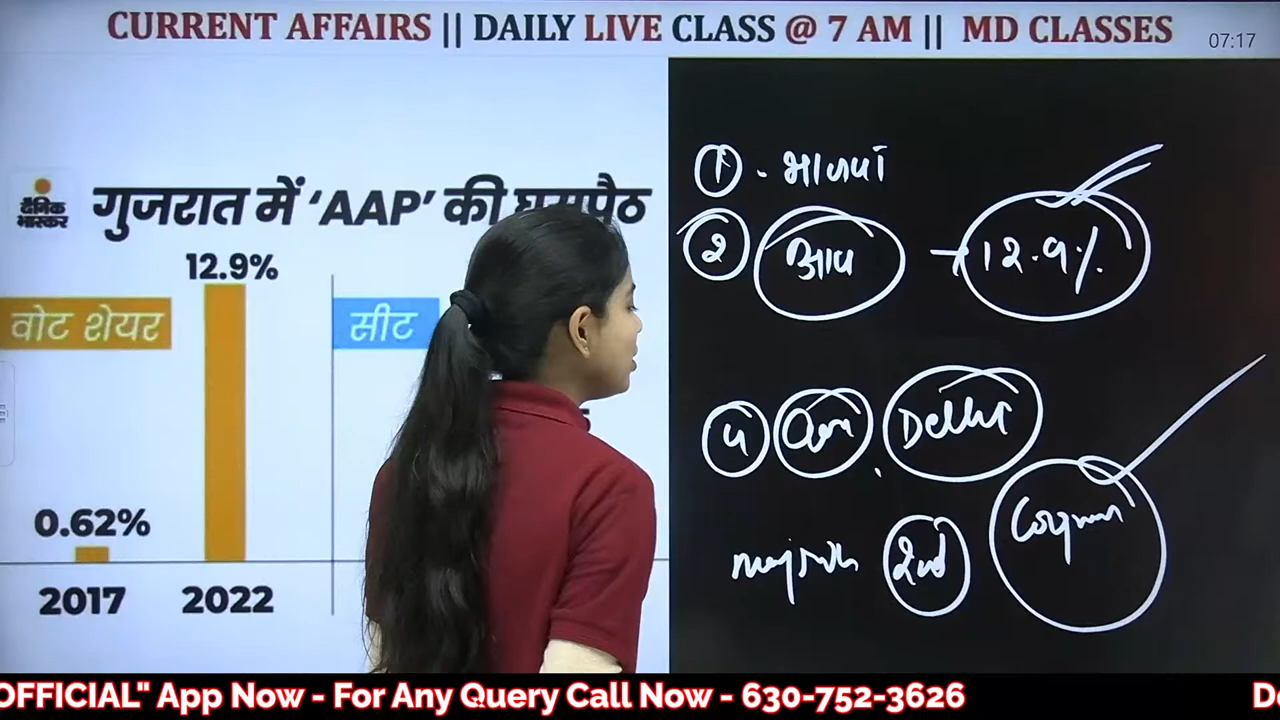 CURRENT AFFAIRS || DAILY LIVE CLASS @ 7 AM || MD CLASSES
07:17
दैनिक भास्कर
गुजरात में ‘AAP’ की घुसपैठ
12.9%
वोट शेयर
सीट
0.62%
2017 2022
① - भाजपा
② आप → 12.9%
Delhi
2nd
OFFICIAL" App Now - For Any Query Call Now - 630-752-3626